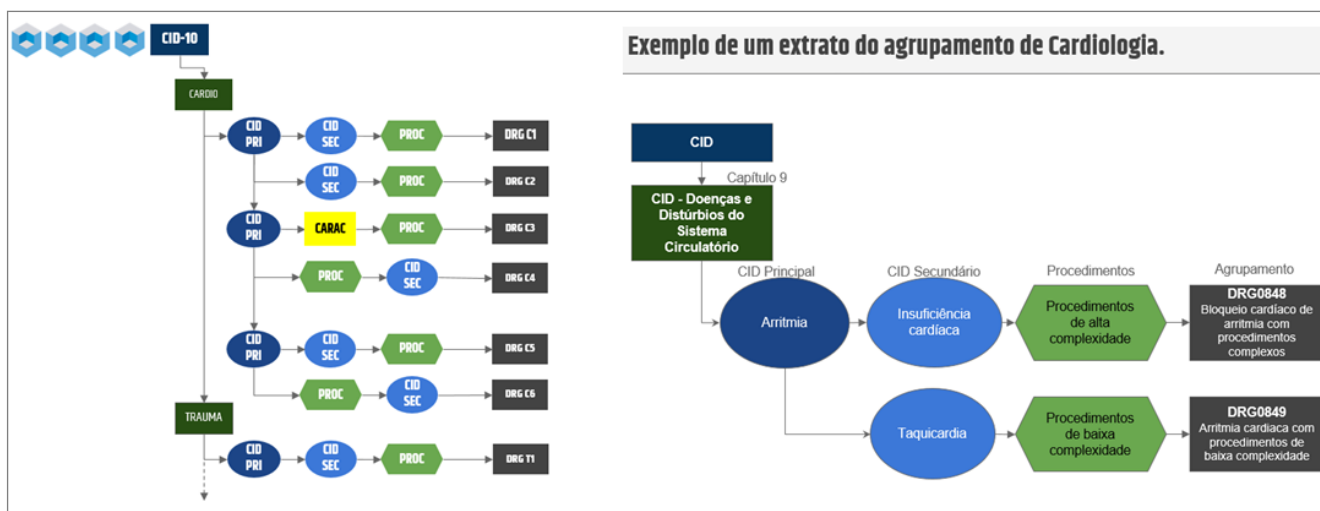 CID-10
CARDIO
CID
PRI
CID
SEC
PROC
DRG C1
CID
SEC
PROC
DRG C2
CID
PRI
CARAC
PROC
DRG C3
PROC
CID
SEC
DRG C4
CID
PRI
CID
SEC
PROC
DRG C5
PROC
CID
SEC
DRG C6
TRAUMA
CID
PRI
CID
SEC
PROC
DRG T1
Exemplo de um extrato do agrupamento de Cardiologia.
CID
Capítulo 9
CID - Doenças e
Distúrbios do
Sistema
Circulatório
CID Principal
CID Secundário
Procedimentos
Agrupamento
Arritmia
Insuficiência
cardíaca
Procedimentos
de alta
complexidade
DRG0848
Bloqueio cardíaco de
arritmia com
procedimentos
complexos
Taquicardia
Procedimentos
de baixa
complexidade
DRG0849
Arritmia cardiaca com
procedimentos de
baixa complexidade